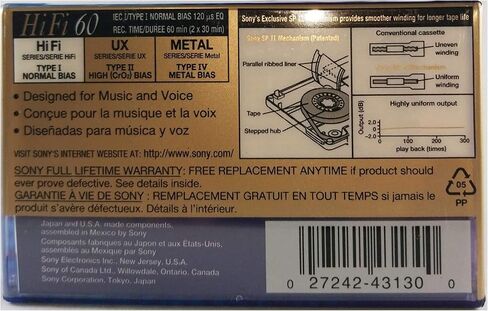 HiFi 60
IEC I/TYPE I NORMAL BIAS 120 µs EQ
REC. TIME/DURÉE 60 min (2 x 30 min)
HiFi
SERIES/SÉRIE HiFi
TYPE I
NORMAL BIAS
UX
SERIES/SÉRIE UX
TYPE II
HIGH (CrO2) BIAS
METAL
SERIES/SÉRIE Metal
TYPE IV
METAL BIAS
• Designed for Music and Voice
• Conçue pour la musique et la voix
• Diseñadas para música y voz
VISIT SONY'S INTERNET WEBSITE AT: http://www.sony.com/
Sony's Exclusive SP II Mechanism provides smoother winding for longer tape life
SP II Mechanism (Patented)
Parallel ribbed liner
Tape
Stepped hub
Conventional cassette
Uneven
winding
Uniform
winding
Highly uniform output
Output [dB]
2.0
0
-2.0
100
play back (times)
SONY FULL LIFETIME WARRANTY: FREE REPLACEMENT ANYTIME if product should
ever prove defective. See details inside.
GARANTIE À VIE DE SONY : REMPLACEMENT GRATUIT EN TOUT TEMPS si jamais le
produit s'avère défectueux. Détails à l'intérieur.
05
PP
Japan and U.S.A. made components,
assembled in Mexico by Sony
Composants fabriqués au Japon et aux États-Unis,
assemblés au Mexique par Sony
Sony Electronics Inc., New Jersey, U.S.A.
Sony of Canada Ltd., Willowdale, Ontario, Canada
Sony Corporation, Tokyo, Japan
0 27242-43130 0